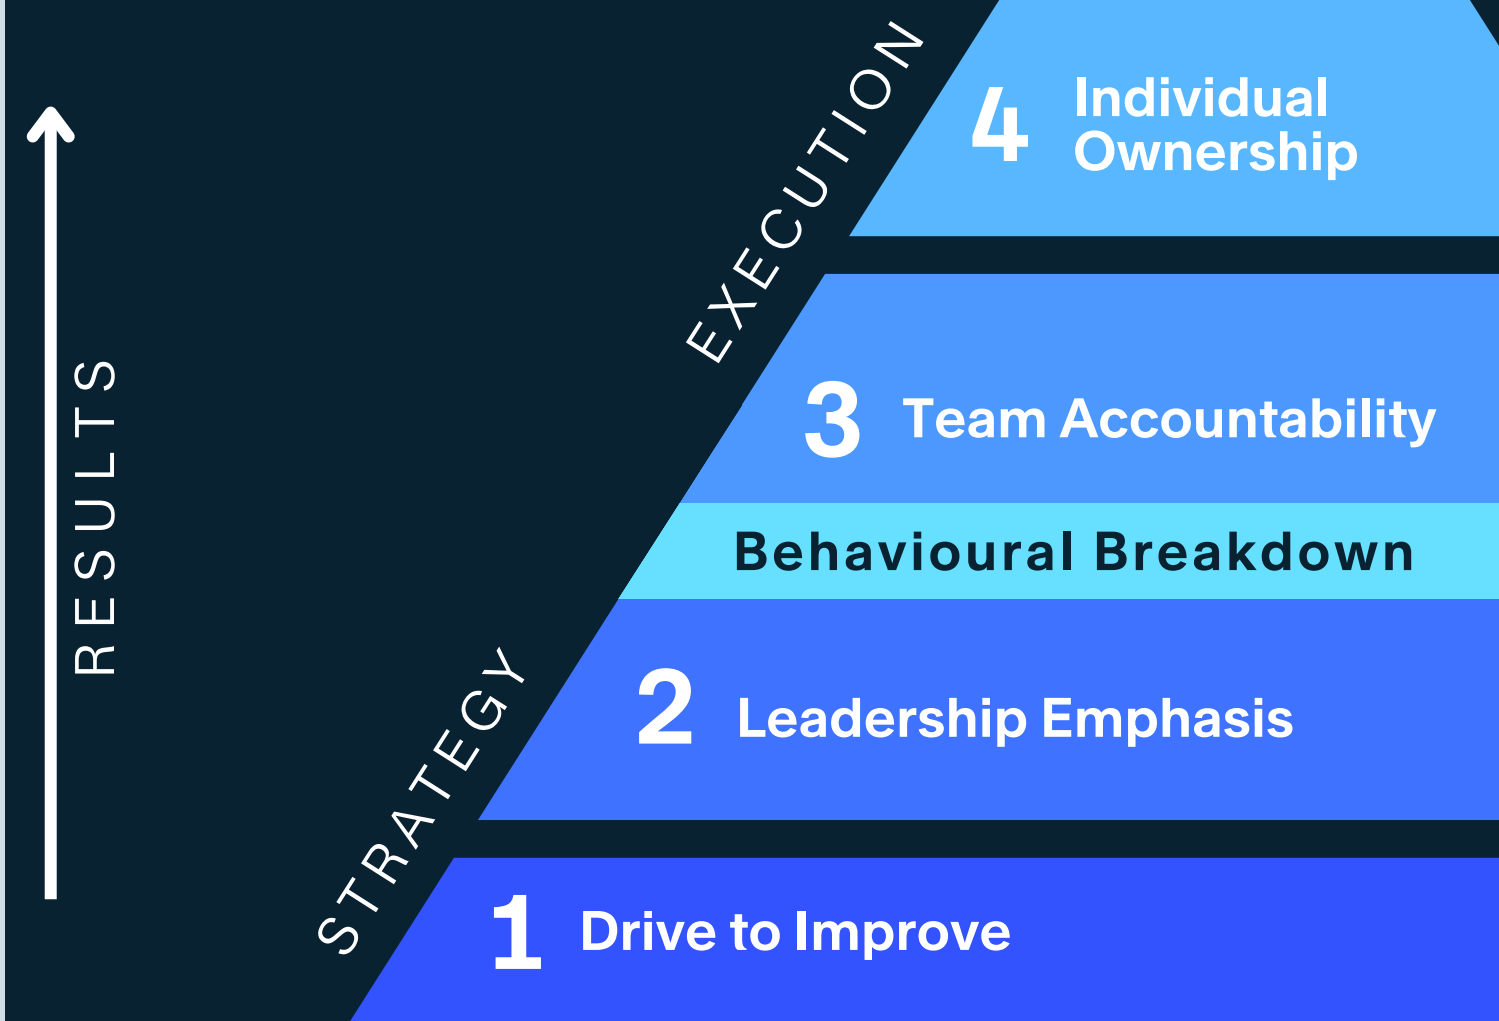 EXECUTION
4
Individual
Ownership
3
Team Accountability
RESULTS
Behavioural Breakdown
2
Leadership Emphasis
STRATEGY
1
Drive to Improve